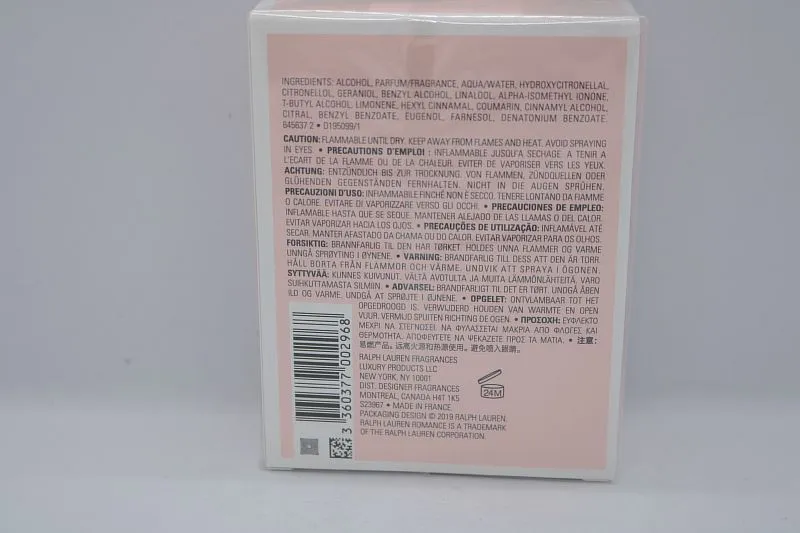 INGREDIENTS: ALCOHOL, PARFUM/FRAGRANCE, AQUA/WATER, HYDROXYCITRONELLAL,
CITRONELLOL, GERANIOL, BENZYL ALCOHOL, LINALOOL, ALPHA-ISOMETHYL IONONE,
T-BUTYL ALCOHOL, LIMONENE, HEXYL CINNAMAL, COUMARIN, CINNAMYL ALCOHOL,
CITRAL, BENZYL BENZOATE, EUGENOL, FARNESOL, DENATONIUM BENZOATE.
645637 2 • D195099/1
CAUTION: FLAMMABLE UNTIL DRY. KEEP AWAY FROM FLAMES AND HEAT. AVOID SPRAYING
IN EYES. • PRECAUTIONS D'EMPLOI : INFLAMMABLE JUSQU'A SECHAGE. A TENIR A
L'ECART DE LA FLAMME OU DE LA CHALEUR. EVITER DE VAPORISER VERS LES YEUX.
ACHTUNG: ENTZÜNDLICH BIS ZUR TROCKNUNG. VON FLAMMEN, ZÜNDQUELLEN ODER
GLÜHENDEN GEGENSTÄNDEN FERNHALTEN. NICHT IN DIE AUGEN SPRÜHEN.
PRECAUZIONI D'USO: INFIAMMABILE FINCHÉ NON È SECCO. TENERE LONTANO DA FIAMME
O CALORE. EVITARE DI VAPORIZZARE VERSO GLI OCCHI. • PRECAUCIONES DE EMPLEO:
INFLAMABLE HASTA QUE SE SEQUE. MANTENER ALEJADO DE LAS LLAMAS O DEL CALOR.
EVITAR VAPORIZAR HACIA LOS OJOS. • PRECAUÇÕES DE UTILIZAÇÃO: INFLAMÁVEL ATÉ
SECAR. MANTER AFASTADO DA CHAMA OU DO CALOR. EVITAR VAPORIZAR PARA OS OLHOS.
FORSIKTIG: BRANNFARLIG TIL DEN HAR TØRKET. HOLDES UNNA FLAMMER OG VARME.
UNNGÅ SPRØYTING I ØYNENE. • VARNING: BRANDFARLIG TILL DESS ATT DEN ÄR TORR.
HÅLL BORTA FRÅN FLAMMOR OCH VÄRME. UNDVIK ATT SPRAYA I ÖGONEN.
SYTTYVÄÄ: KUNNES KUIVUNUT. VÄLTÄ AVOTULTA JA MUITA LÄMMÖNLÄHTEITÄ. VARO
SUIHKUTTAMASTA SILMIIN. • ADVARSEL: BRANDFARLIGT TIL DET ER TØRT. UNDGÅ ÅBEN
ILD OG VARME. UNDGÅ AT SPRØJTE I ØJNENE. • OPGELET: ONTVLAMBAAR TOT HET
OPGEDROOGD IS. VERWIJDERD HOUDEN VAN WARMTE EN OPEN
VUUR. VERMIJD SPUITEN RICHTING DE OGEN. • ΠΡΟΣΟΧΗ: ΕΥΦΛΕΚΤΟ
ΜΕΧΡΙ ΝΑ ΣΤΕΓΝΩΣΕΙ. ΝΑ ΦΥΛΑΣΣΕΤΑΙ ΜΑΚΡΙΑ ΑΠΟ ΦΛΟΓΕΣ ΚΑΙ
ΘΕΡΜΟΤΗΤΑ. ΑΠΟΦΕΥΓΕΤΕ ΝΑ ΨΕΚΑΖΕΤΕ ΠΡΟΣ ΤΑ ΜΑΤΙΑ. • 注意:
易燃产品。远离火源和热源使用。避免喷入眼睛。
RALPH LAUREN FRAGRANCES
LUXURY PRODUCTS LLC
NEW YORK, NY 10001
DIST. DESIGNER FRAGRANCES
MONTREAL, CANADA H4T 1K5
S23967 • MADE IN FRANCE
PACKAGING DESIGN © 2019 RALPH LAUREN.
RALPH LAUREN ROMANCE IS A TRADEMARK
OF THE RALPH LAUREN CORPORATION.
24M
3 360377 002968